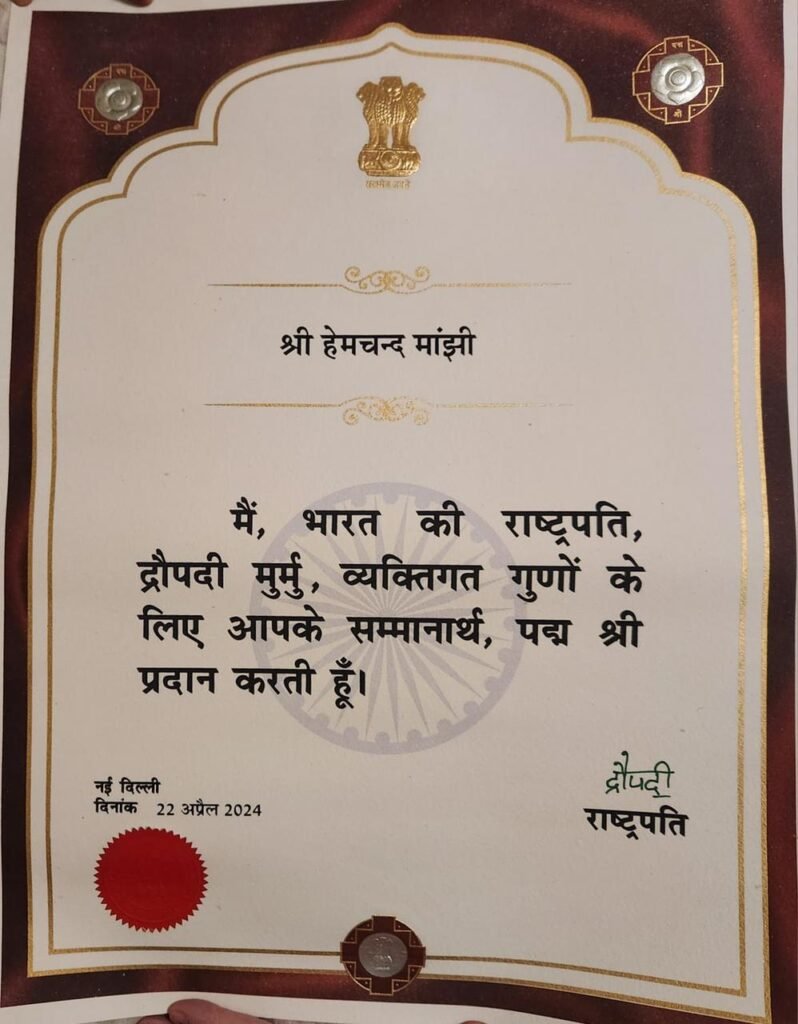 सत्यमेव जयते
श्री हेमचन्द मांझी
मैं, भारत की राष्ट्रपति,
द्रौपदी मुर्मु, व्यक्तिगत गुणों के
लिए आपके सम्मानार्थ, पद्म श्री
प्रदान करती हूँ।
नई दिल्ली
दिनांक 22 अप्रैल 2024
द्रौपदी
राष्ट्रपति